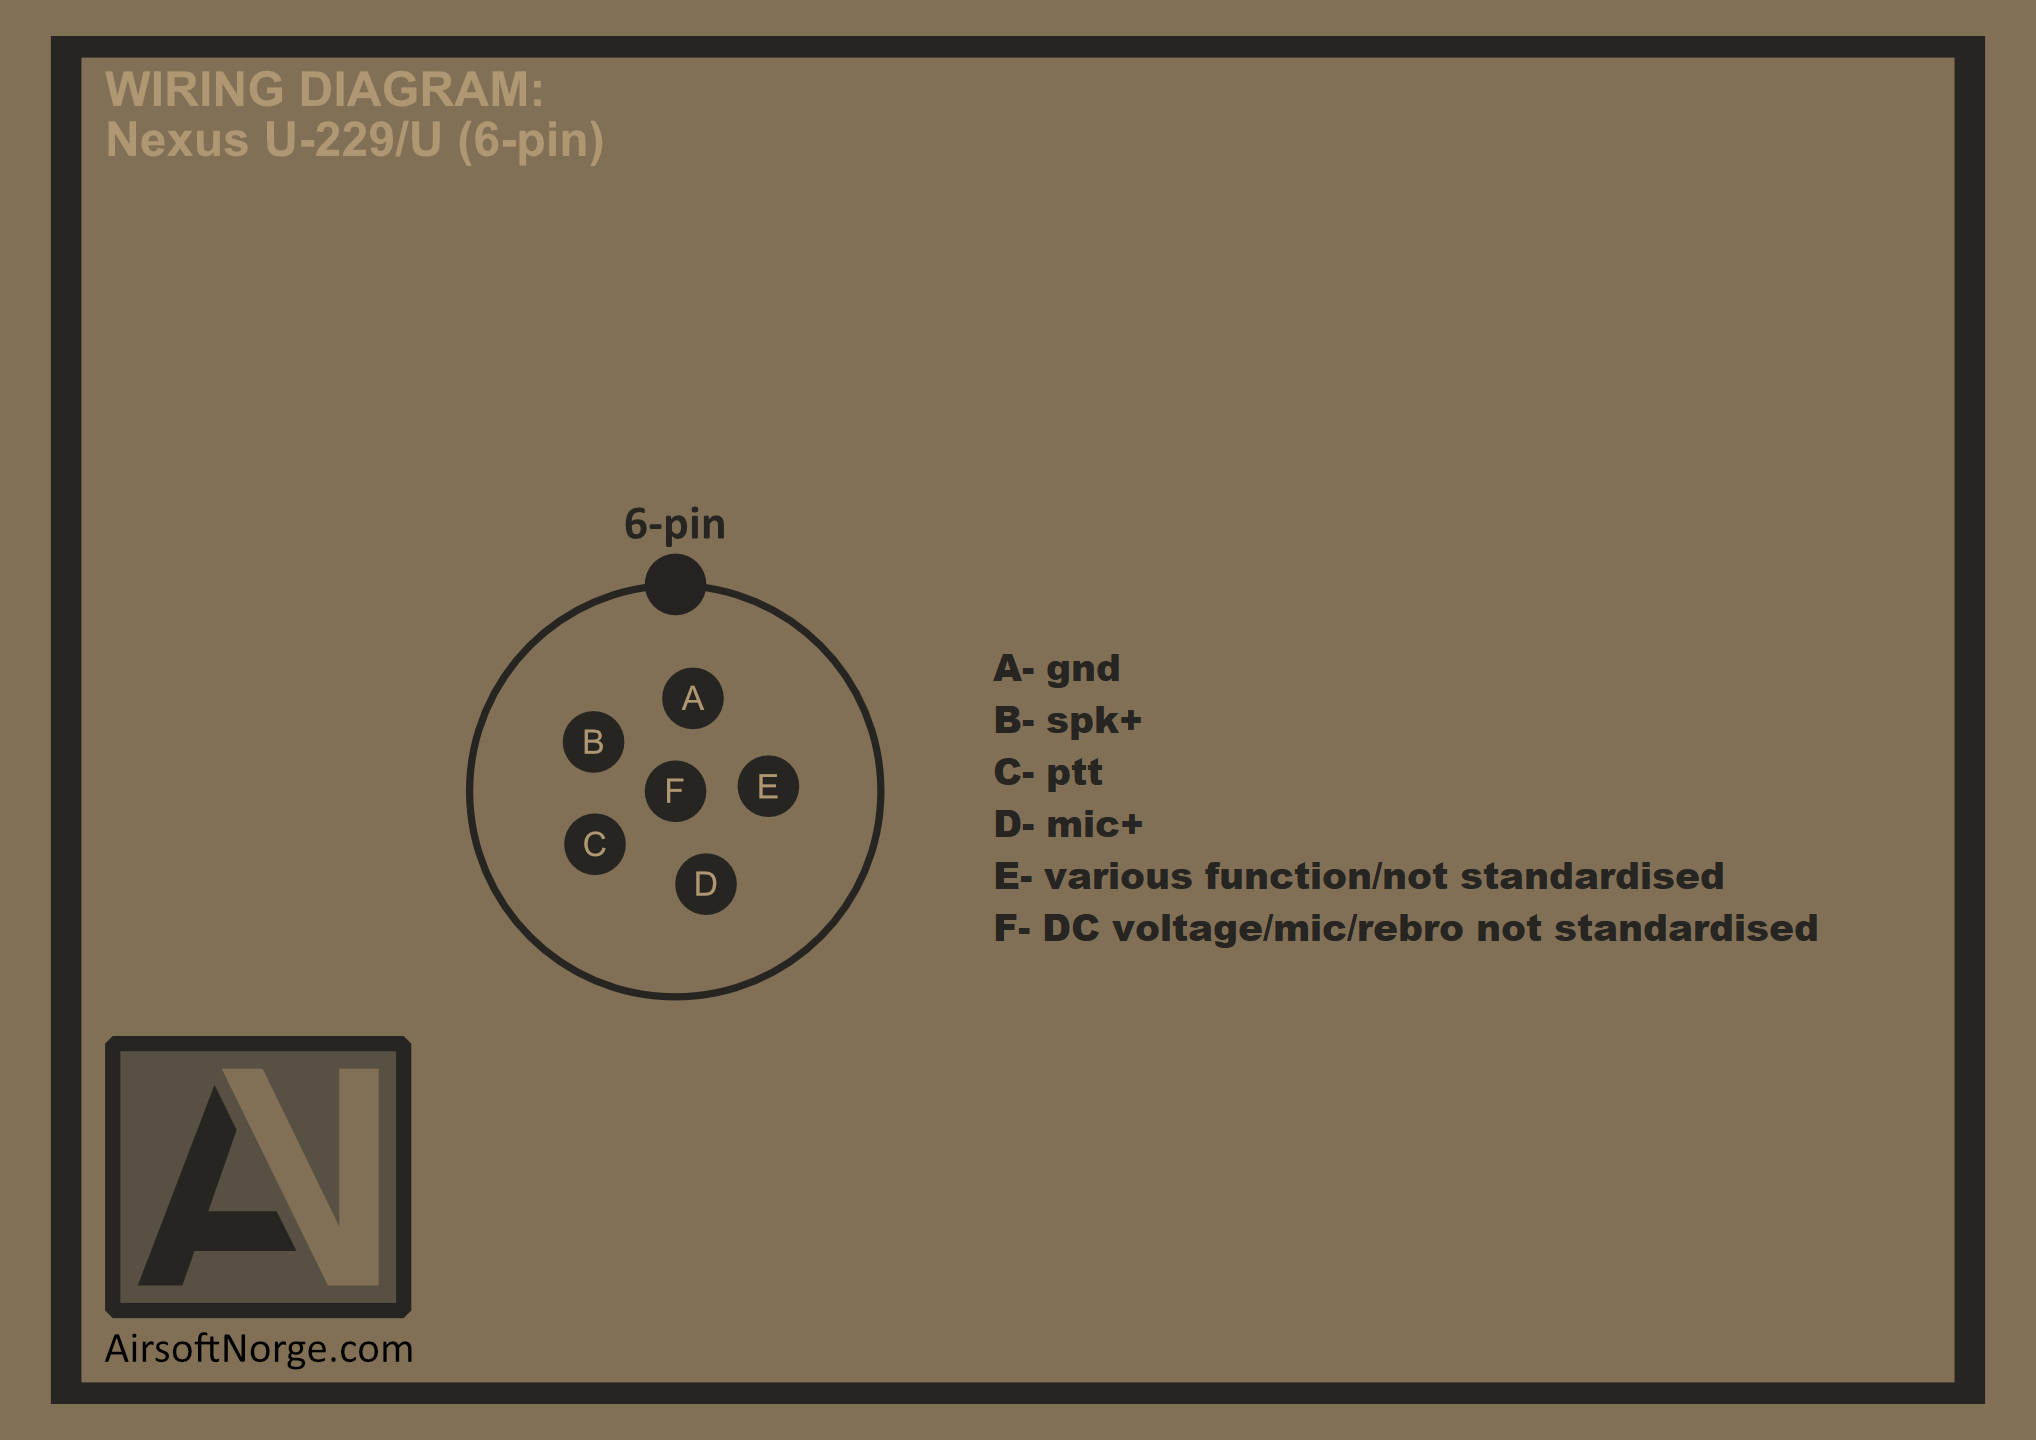 WIRING DIAGRAM:
Nexus U-229/U (6-pin)
6-pin
A
B
F
E
C
D
A- gnd
B- spk+
C- ptt
D- mic+
E- various function/not standardised
F- DC voltage/mic/rebro not standardised
AN
AirsoftNorge.com